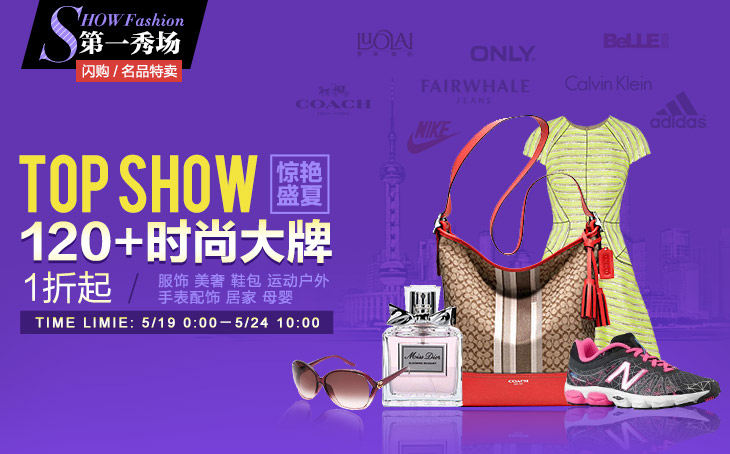 SHOW Fashion
第一秀场
闪购 / 名品特卖
LUOLAI
ONLY.
BeLLE
COACH
FAIRWHALE
JEANS
Calvin Klein
NIKE
adidas
TOP SHOW
惊艳
盛夏
120+时尚大牌
1折起
服饰 美奢 鞋包 运动户外
手表配饰 居家 母婴
TIME LIMIE: 5/19 0:00－5/24 10:00
Miss Dior
COACH
N